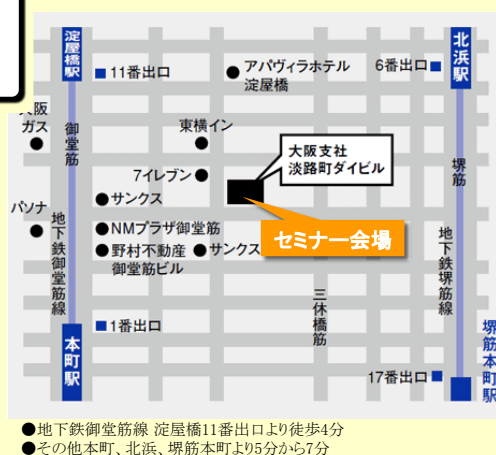 淀屋橋駅
■11番出口
●アパヴィラホテル
淀屋橋
6番出口■
北浜駅
大阪
ガス
御堂筋
東横イン
大阪支社
淡路町ダイビル
堺筋
7イレブン●
●サンクス
パソナ
●NMプラザ御堂筋
セミナー会場
●野村不動産
御堂筋ビル
●サンクス
地下鉄御堂筋線
地下鉄堺筋線
三休橋筋
■1番出口
本町駅
17番出口■
堺筋本町駅
●地下鉄御堂筋線 淀屋橋11番出口より徒歩4分
●その他本町、北浜、堺筋本町より5分から7分